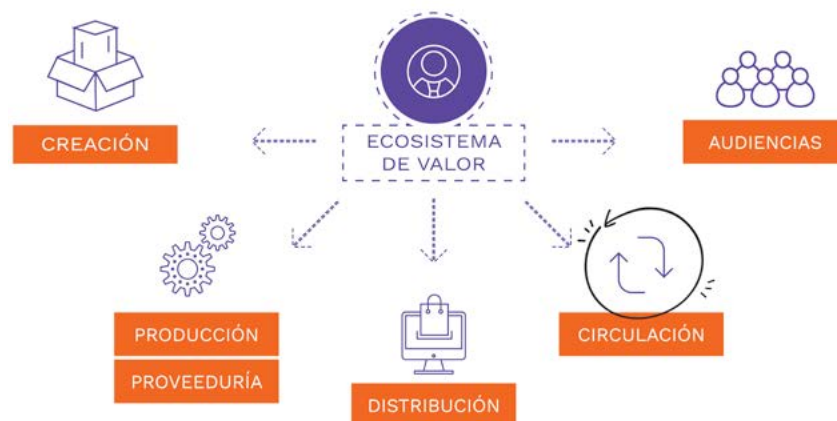 ECOSISTEMA
DE VALOR
CREACIÓN
AUDIENCIAS
PRODUCCIÓN
PROVEEDURÍA
DISTRIBUCIÓN
CIRCULACIÓN